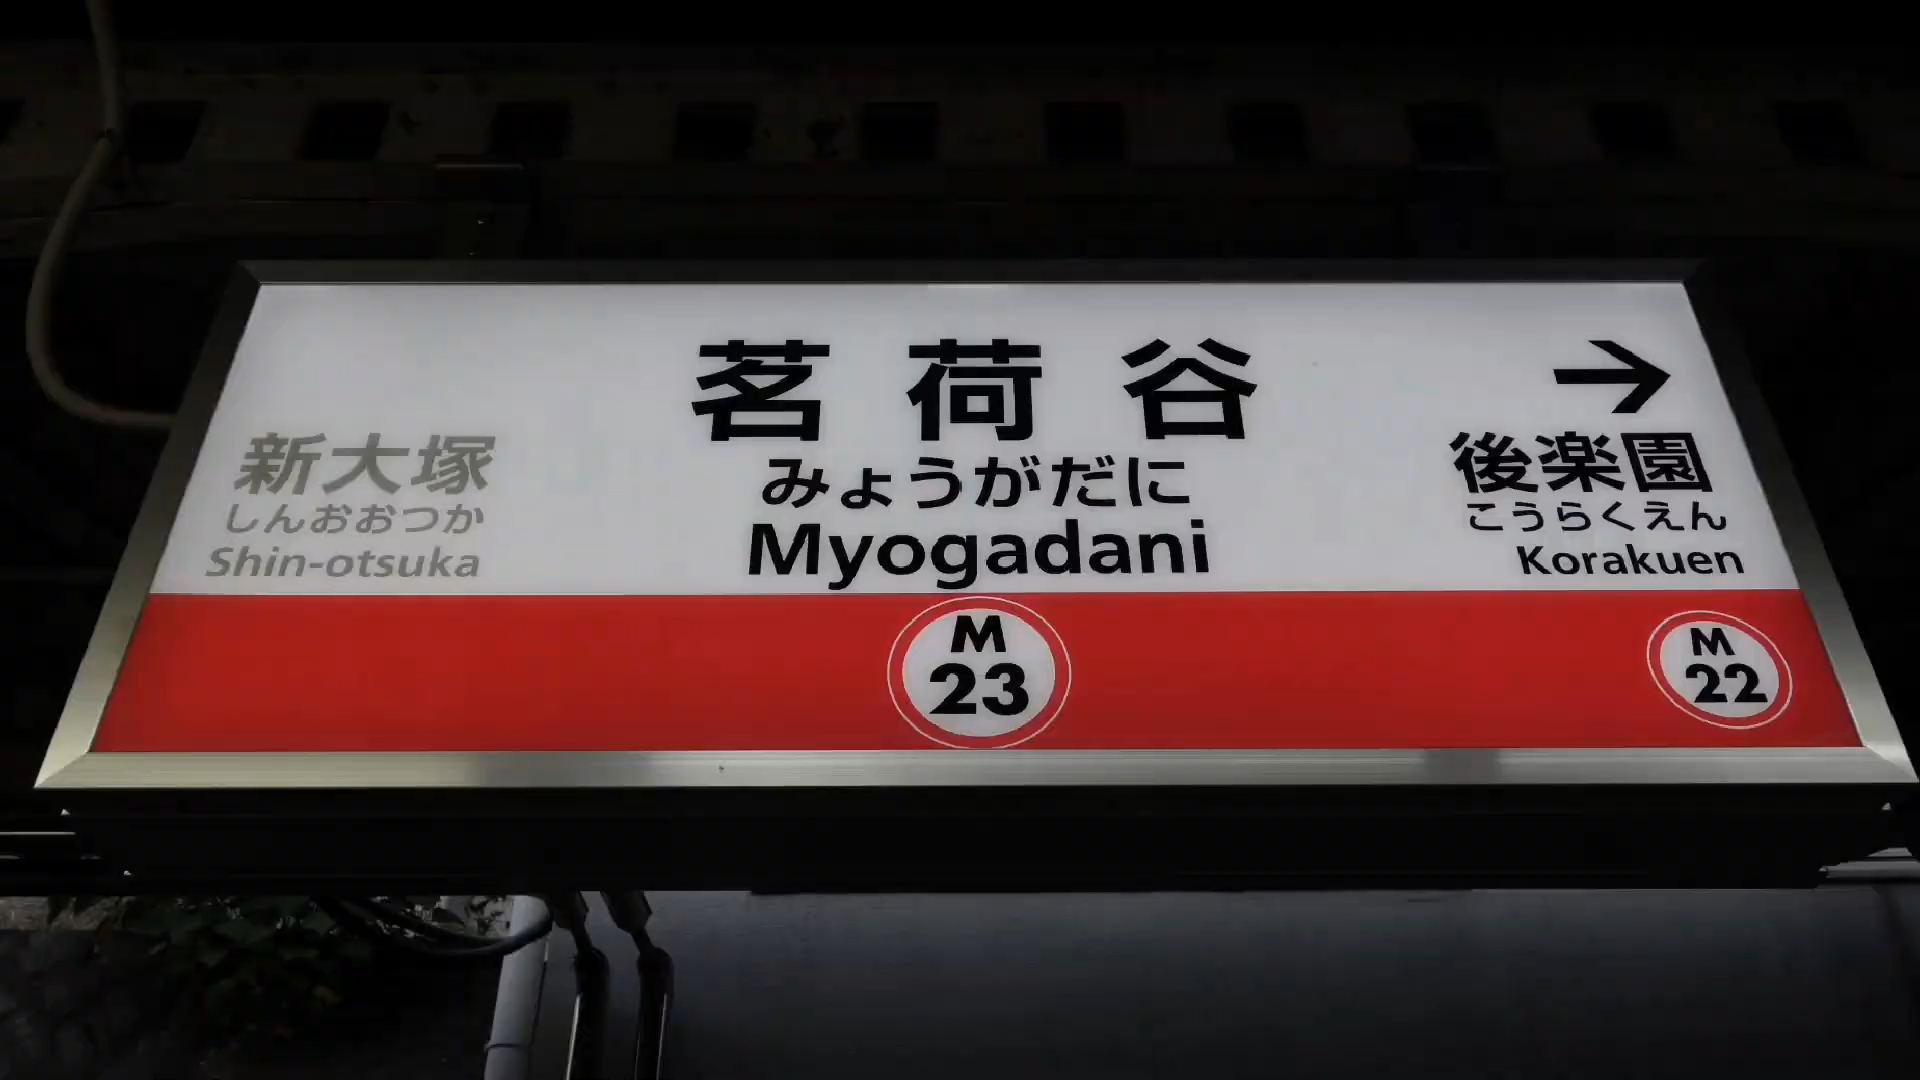 茗荷谷
みょうがだに
Myogadani
M
23
新大塚
しんおおつか
Shin-otsuka
→
後楽園
こうらくえん
Korakuen
M
22